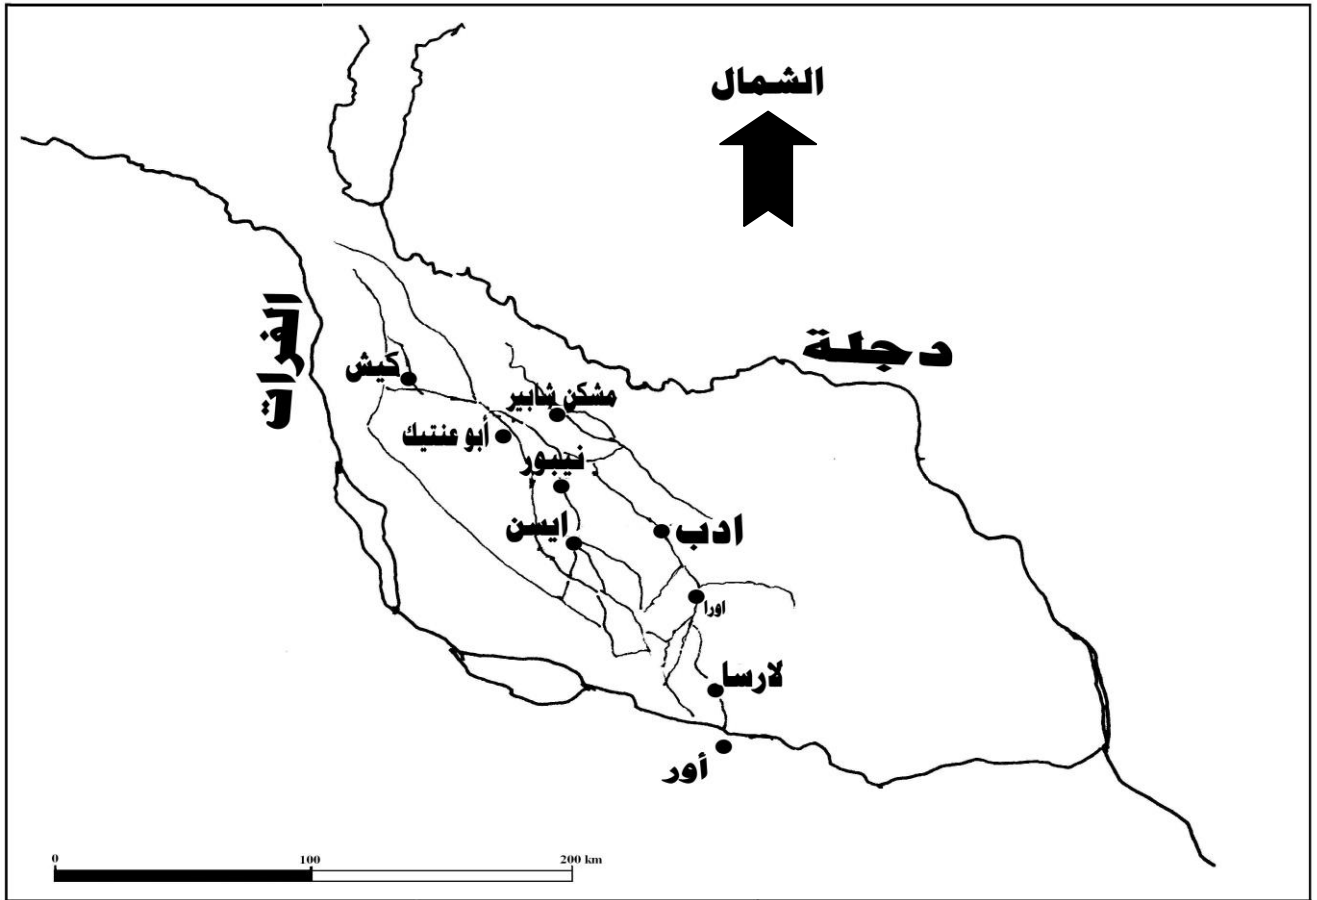 الشمال
دجلة
الفرات
كيش
مشكن شابير
أبو عنتيك
نيبور
ايسن
ادب
اورا
لارسا
أور
0 100 200 km